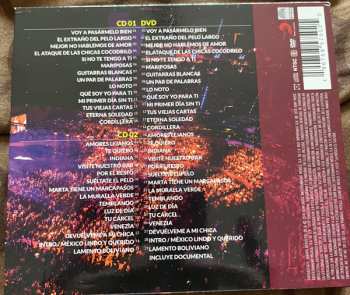 CD 01
VOY A PASÁRMELO BIEN
EL EXTRAÑO DEL PELO LARGO
MEJOR NO HABLEMOS DE AMOR
EL ATAQUE DE LAS CHICAS COCODRILO
SI NO TE TENGO A TI
MARIPOSAS
GUITARRAS BLANCAS
UN PAR DE PALABRAS
LO NOTO
QUÉ SOY YO PARA TI
MI PRIMER DÍA SIN TI
TUS VIEJAS CARTAS
ETERNA SOLEDAD
CORDILLERA
CD 02
AMORES LEJANOS
TE QUIERO
INDIANA
VISITE NUESTRO BAR
POR EL RESTO
SUÉLTATE EL PELO
MARTA TIENE UN MARCAPASOS
LA MURALLA VERDE
TEMBLANDO
LUZ DE DÍA
TU CÁRCEL
VENEZIA
DEVUÉLVEME A MI CHICA
INTRO / MÉXICO LINDO Y QUERIDO
LAMENTO BOLIVIANO
DVD
VOY A PASÁRMELO BIEN
EL EXTRAÑO DEL PELO LARGO
MEJOR NO HABLEMOS DE AMOR
EL ATAQUE DE LAS CHICAS COCODRILO
SI NO TE TENGO A TI
MARIPOSAS
GUITARRAS BLANCAS
UN PAR DE PALABRAS
LO NOTO
QUÉ SOY YO PARA TI
MI PRIMER DÍA SIN TI
TUS VIEJAS CARTAS
ETERNA SOLEDAD
CORDILLERA
AMORES LEJANOS
TE QUIERO
INDIANA
VISITE NUESTRO BAR
POR EL RESTO
SUÉLTATE EL PELO
MARTA TIENE UN MARCAPASOS
LA MURALLA VERDE
TEMBLANDO
LUZ DE DÍA
TU CÁRCEL
VENEZIA
DEVUÉLVEME A MI CHICA
INTRO / MÉXICO LINDO Y QUERIDO
LAMENTO BOLIVIANO
INCLUYE DOCUMENTAL